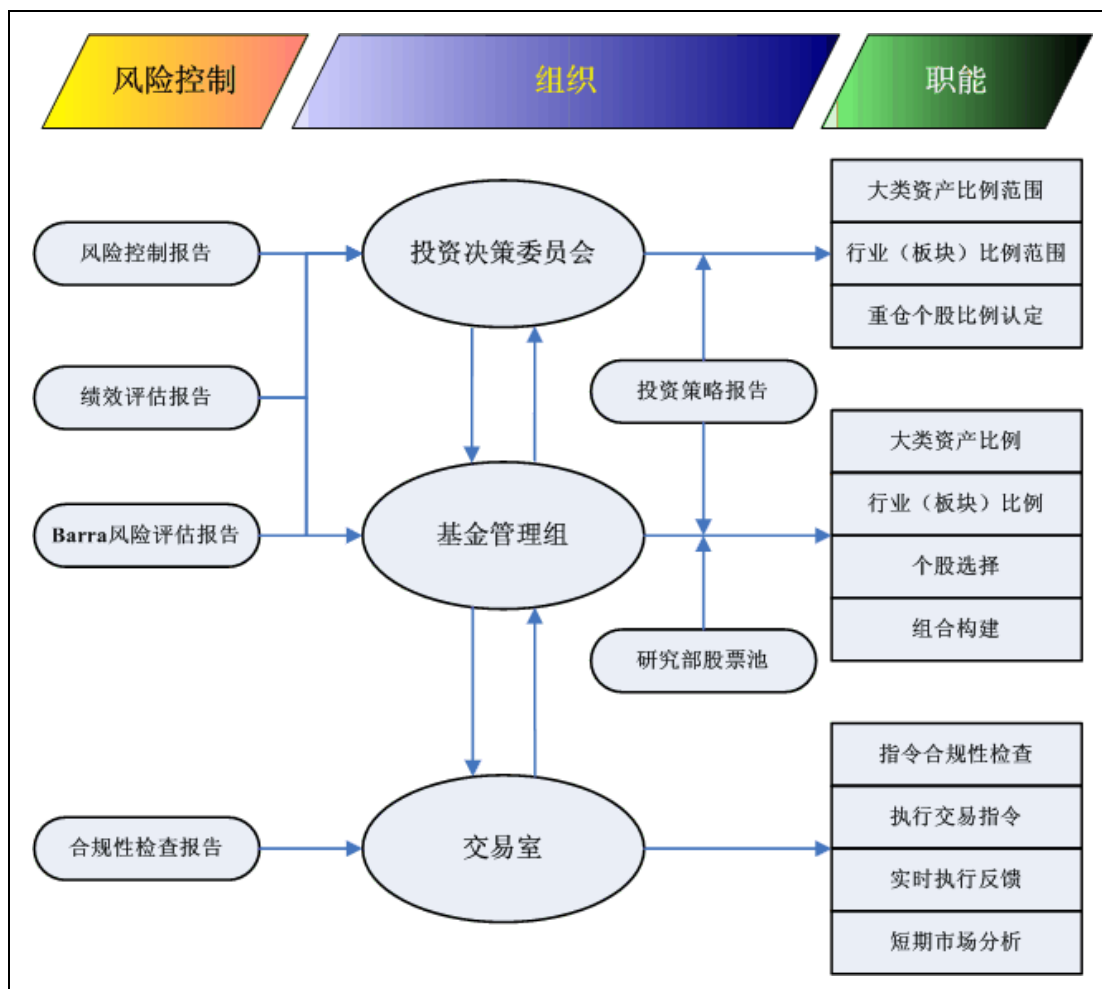 风险控制
组织
职能
风险控制报告
绩效评估报告
Barra风险评估报告
合规性检查报告
投资决策委员会
基金管理组
交易室
投资策略报告
研究部股票池
大类资产比例范围
行业（板块）比例范围
重仓个股比例认定
大类资产比例
行业（板块）比例
个股选择
组合构建
指令合规性检查
执行交易指令
实时执行反馈
短期市场分析